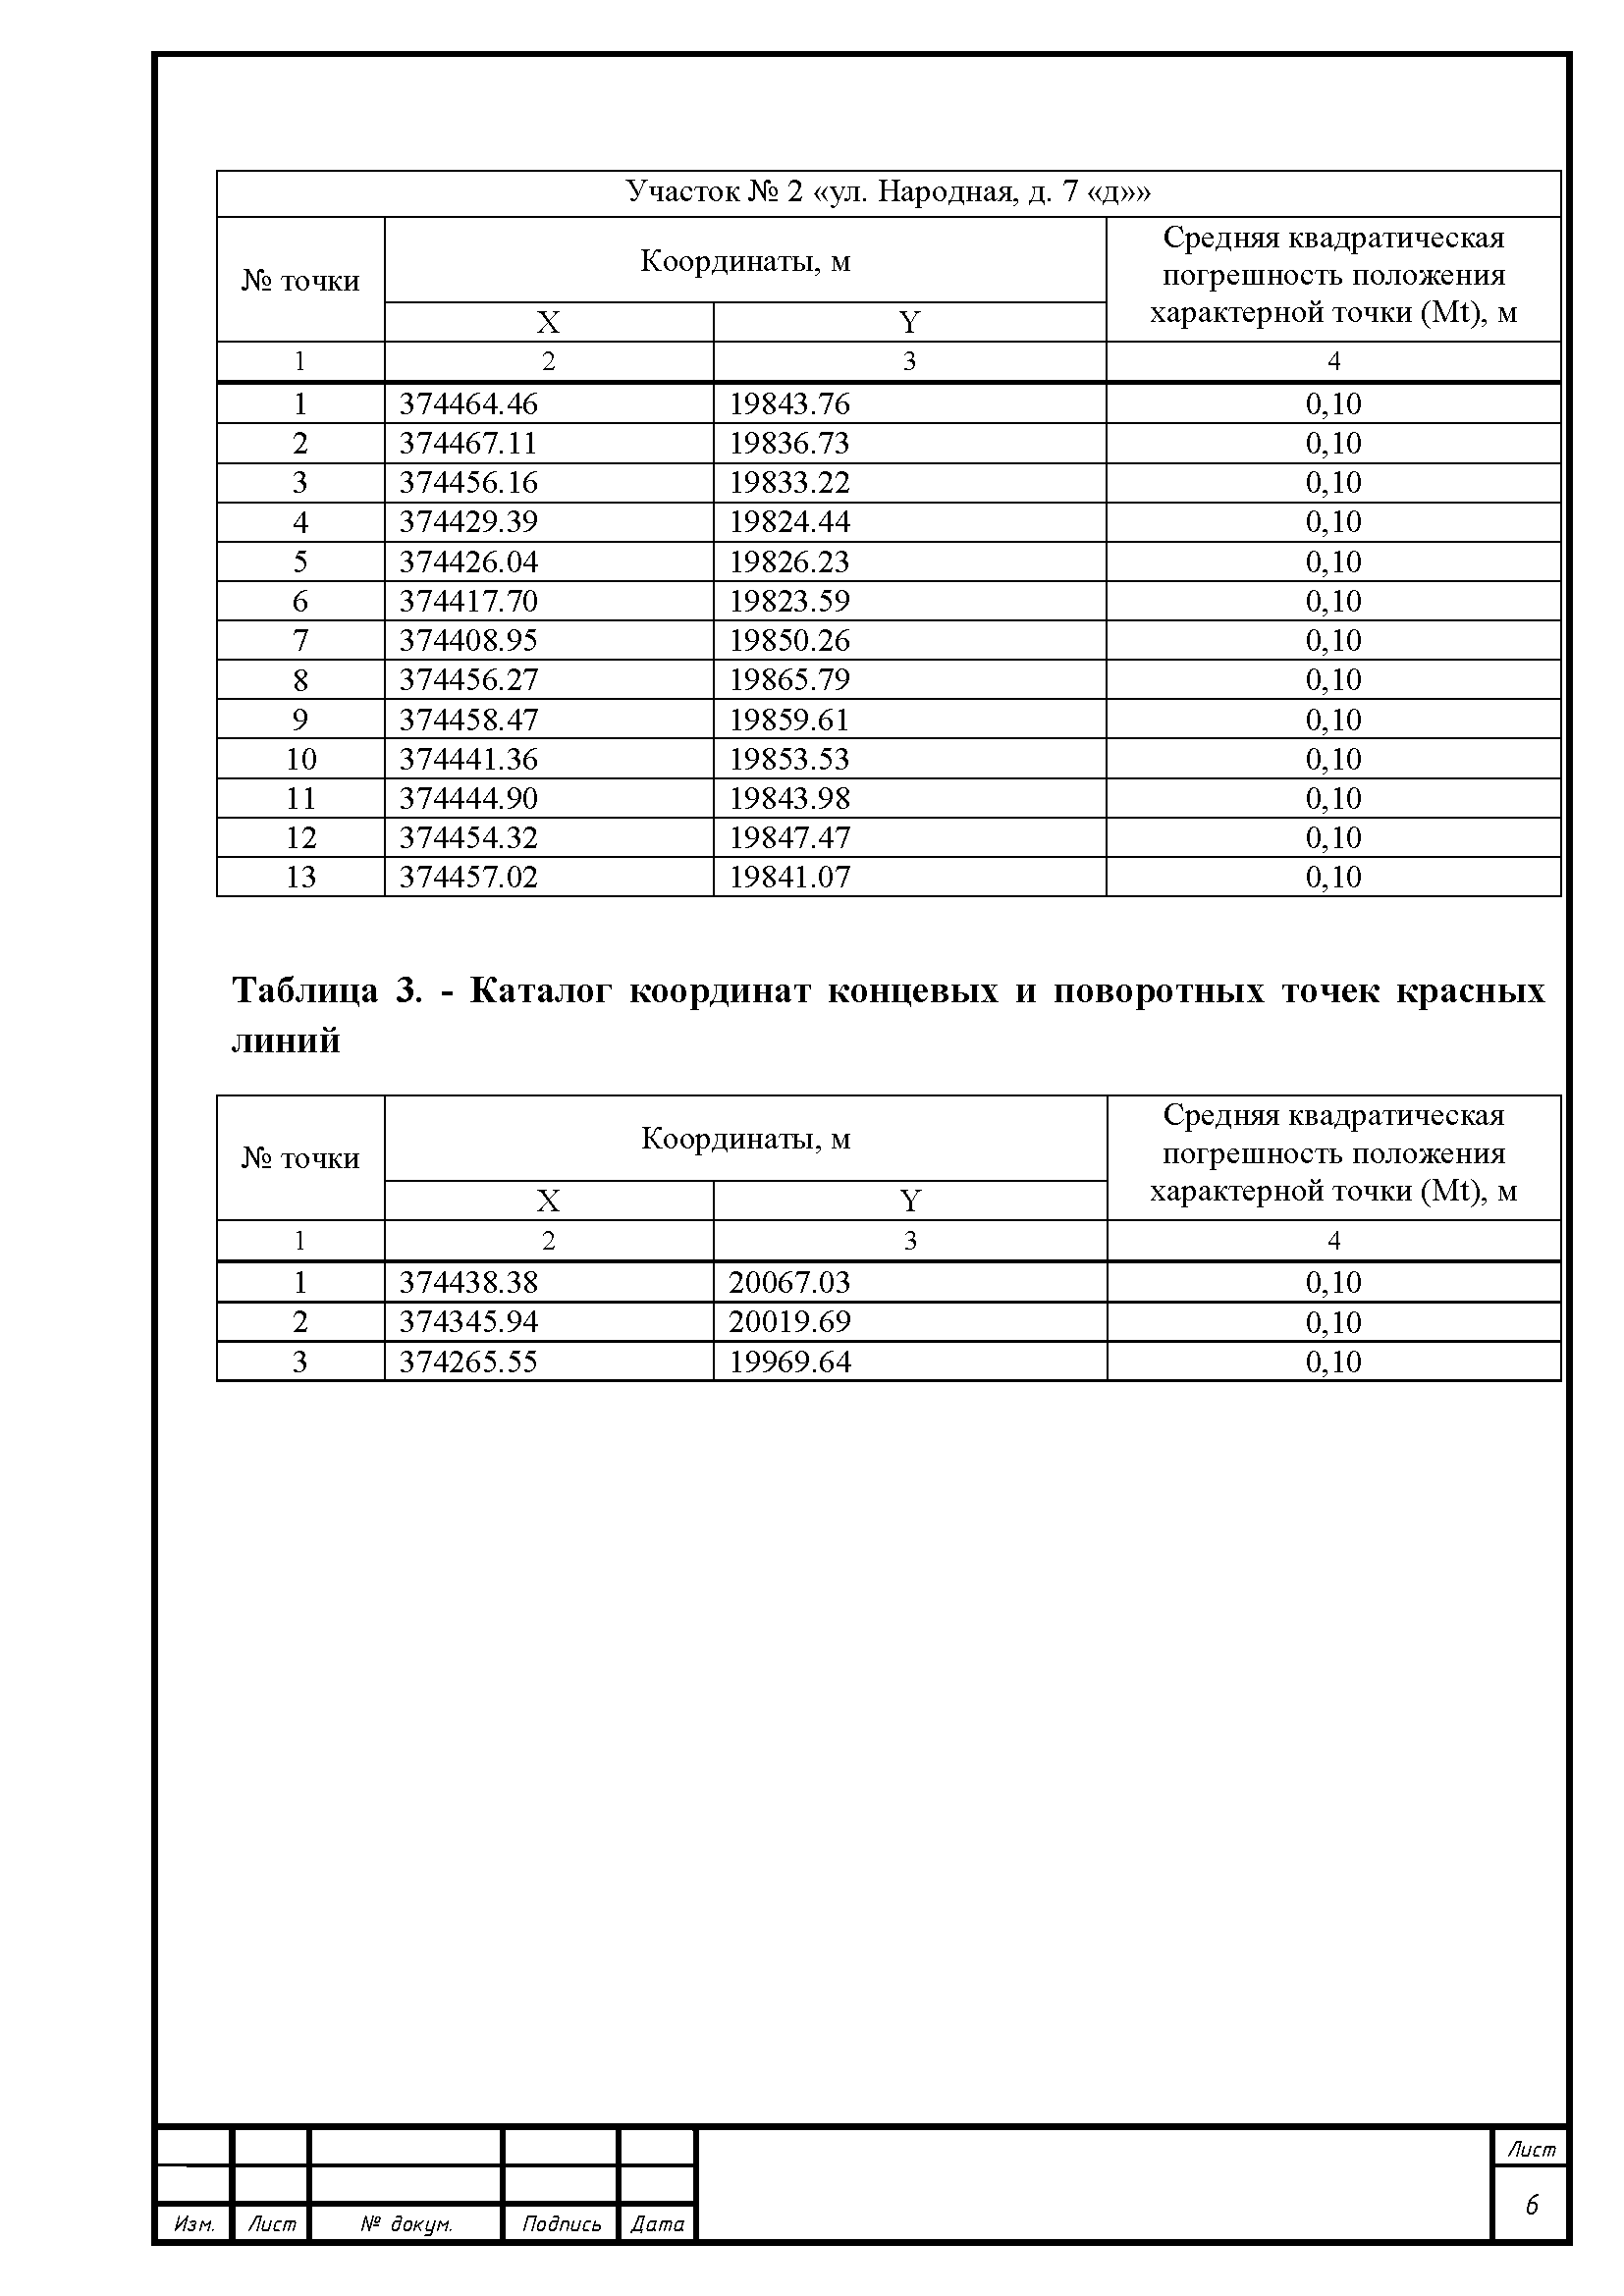 Участок № 2 «ул. Народная, д. 7 «д»»
№ точки Координаты, м Средняя квадратическая погрешность положения характерной точки (Mt), м
X Y
1 2 3 4
1 374464.46 19843.76 0,10
2 374467.11 19836.73 0,10
3 374456.16 19833.22 0,10
4 374429.39 19824.44 0,10
5 374426.04 19826.23 0,10
6 374417.70 19823.59 0,10
7 374408.95 19850.26 0,10
8 374456.27 19865.79 0,10
9 374458.47 19859.61 0,10
10 374441.36 19853.53 0,10
11 374444.90 19843.98 0,10
12 374454.32 19847.47 0,10
13 374457.02 19841.07 0,10
Таблица 3. - Каталог координат концевых и поворотных точек красных
линий
№ точки Координаты, м Средняя квадратическая погрешность положения характерной точки (Mt), м
X Y
1 2 3 4
1 374438.38 20067.03 0,10
2 374345.94 20019.69 0,10
3 374265.55 19969.64 0,10
Лист
6
Изм. Лист № докум. Подпись Дата